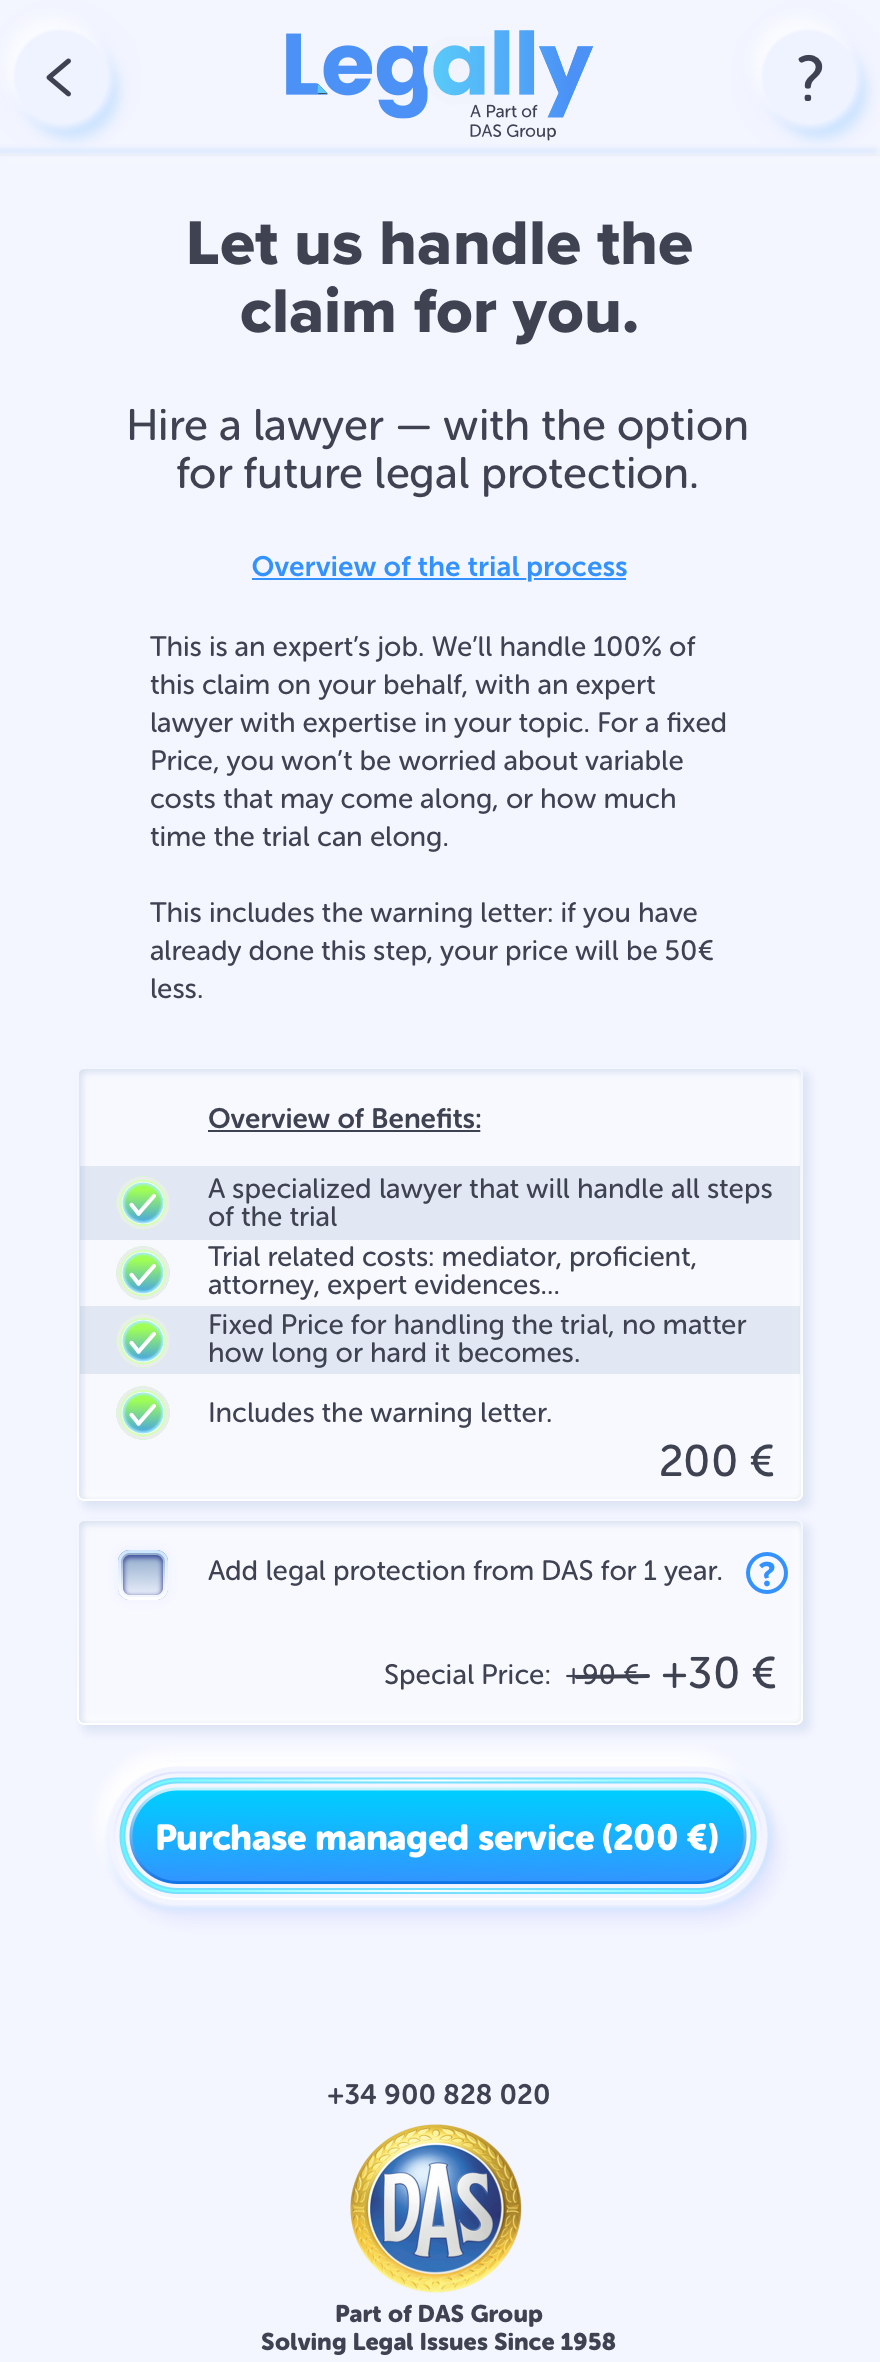 ?
Legally
A Part of
DAS Group
Let us handle the
claim for you.
Hire a lawyer — with the option
for future legal protection.
Overview of the trial process
This is an expert’s job. We’ll handle 100% of
this claim on your behalf, with an expert
lawyer with expertise in your topic. For a fixed
Price, you won’t be worried about variable
costs that may come along, or how much
time the trial can elong.
This includes the warning letter: if you have
already done this step, your price will be 50€
less.
Overview of Benefits:
A specialized lawyer that will handle all steps
of the trial
Trial related costs: mediator, proficient,
attorney, expert evidences...
Fixed Price for handling the trial, no matter
how long or hard it becomes.
Includes the warning letter.
200 €
Add legal protection from DAS for 1 year. ?
Special Price: +90 € +30 €
Purchase managed service (200 €)
+34 900 828 020
DAS
Part of DAS Group
Solving Legal Issues Since 1958